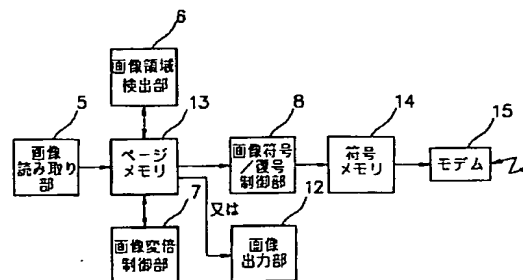 6
画像領域
検出部
13
8
14
15
5
画像
読み取り
部
ページ
メモリ
画像符号
/復号
制御部
符号
メモリ
モデム
又は
7
12
画像変倍
制御部
画像
出力部